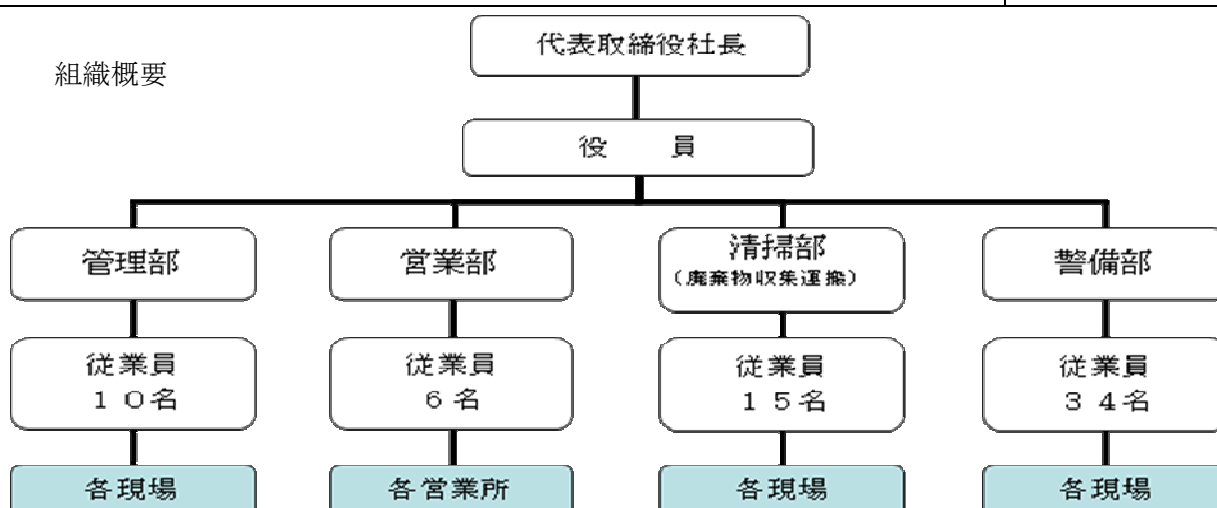 代表取締役社長
組織概要
役 員
管理部
営業部
清掃部
（廃棄物収集運搬）
警備部
従業員
１０名
従業員
６名
従業員
１５名
従業員
３４名
各現場
各営業所
各現場
各現場